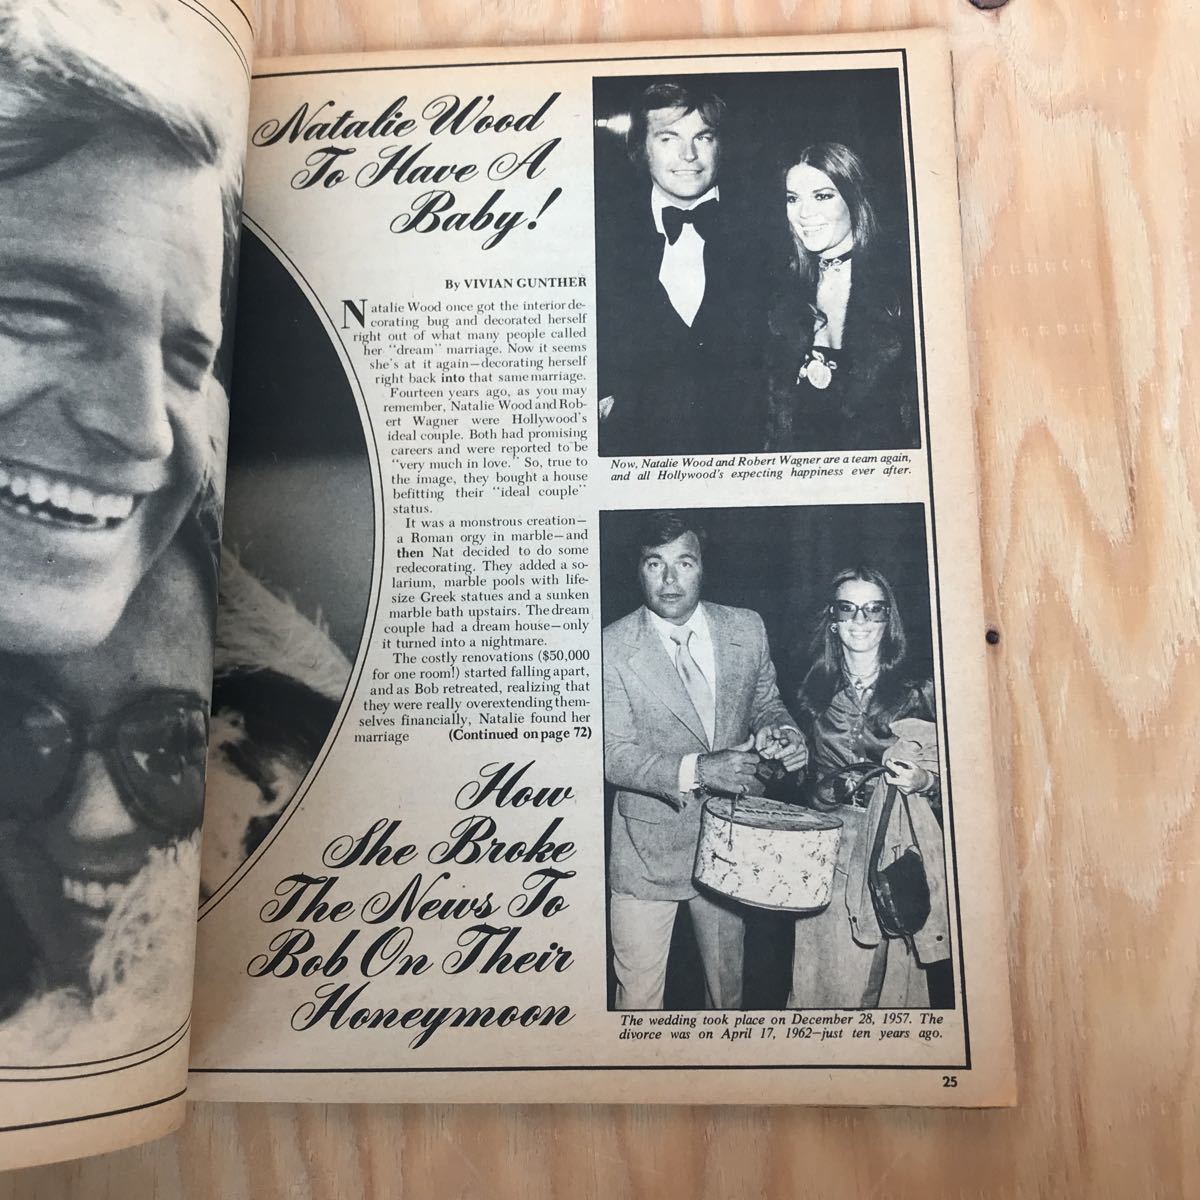 Natalie Wood
To Have A
Baby!
By VIVIAN GUNTHER
Natalie Wood once got the interior de-
corating bug and decorated herself
right out of what many people called
her "dream" marriage. Now it seems
she's at it again—decorating herself
right back into that same marriage.
Fourteen years ago, as you may
remember, Natalie Wood and Rob-
ert Wagner were Hollywood's
ideal couple. Both had promising
careers and were reported to be
"very much in love." So, true to
the image, they bought a house
befitting their "ideal couple"
status.
It was a monstrous creation—
a Roman orgy in marble—and
then Nat decided to do some
redecorating. They added a so-
larium, marble pools with life-
size Greek statues and a sunken
marble bath upstairs. The dream
couple had a dream house—only
it turned into a nightmare.
The costly renovations ($50,000
for one room!) started falling apart,
and as Bob retreated, realizing that
they were really overextending them-
selves financially, Natalie found her
marriage (Continued on page 72)
How
She Broke
The News To
Bob On Their
Honeymoon
Now, Natalie Wood and Robert Wagner are a team again,
and all Hollywood's expecting happiness ever after.
The wedding took place on December 28, 1957. The
divorce was on April 17, 1962—just ten years ago.
25